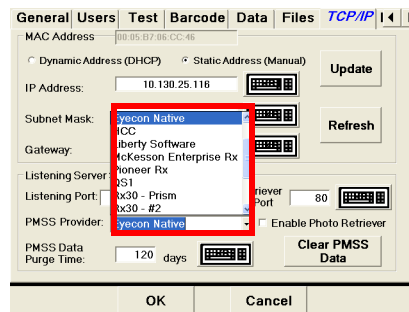 General Users Test Barcode Data Files TCP/IP
MAC Address 00:05:B7:06:CC:46
Dynamic Address (DHCP) Static Address (Manual)
Update
IP Address: 10.130.25.116
Subnet Mask:
Refresh
Gateway:
Eyecon Native
HCC
Liberty Software
McKesson Enterprise Rx
Pioneer Rx
QS1
Rx30 - Prism
Rx30 - #2
Listening Server
Listening Port:
Port 80
PMSS Provider: Eyecon Native
Enable Photo Retriever
PMSS Data
Purge Time: 120 days
Clear PMSS
Data
OK Cancel